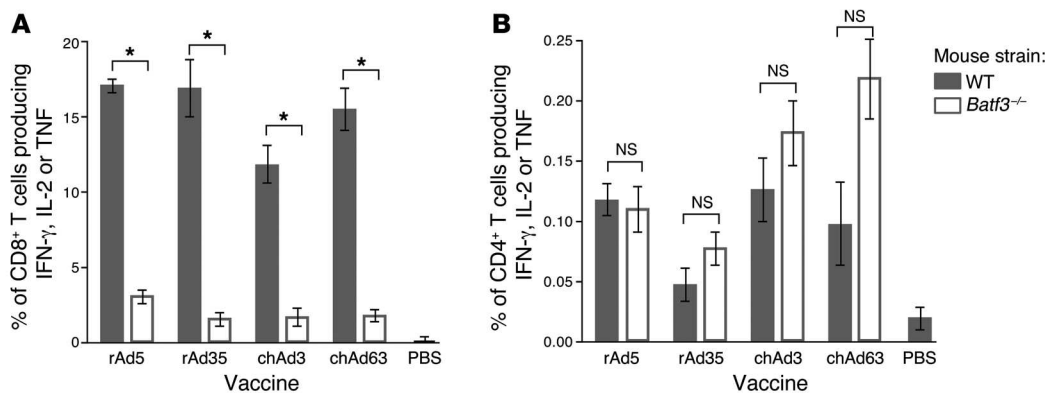 A
% of CD8⁺ T cells producing
IFN-γ, IL-2 or TNF
20
15
10
5
0
*
*
*
*
rAd5 rAd35 chAd3 chAd63 PBS
Vaccine
B
% of CD4⁺ T cells producing
IFN-γ, IL-2 or TNF
0.25
0.20
0.15
0.10
0.05
0.00
NS
NS
NS
NS
rAd5 rAd35 chAd3 chAd63 PBS
Vaccine
Mouse strain:
WT
Batf3⁻/⁻